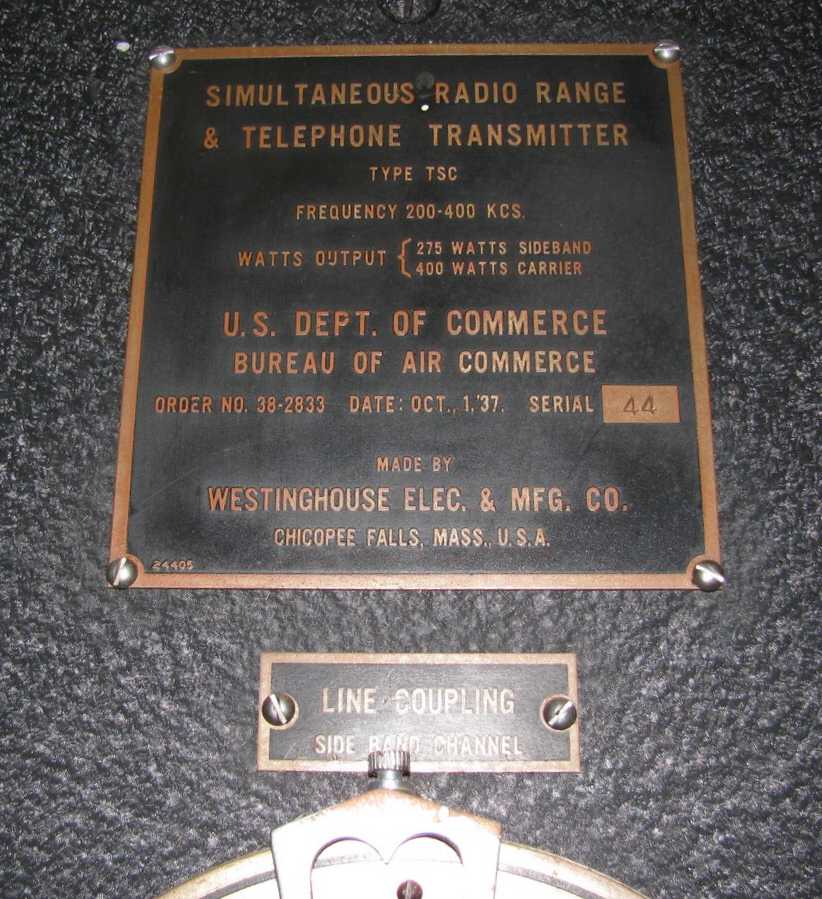 SIMULTANEOUS RADIO RANGE
& TELEPHONE TRANSMITTER
TYPE TSC
FREQUENCY 200-400 KCS.
WATTS OUTPUT { 275 WATTS SIDEBAND
400 WATTS CARRIER
U.S. DEPT. OF COMMERCE
BUREAU OF AIR COMMERCE
ORDER NO. 38-2833 DATE: OCT., 1,'37. SERIAL 44
MADE BY
WESTINGHOUSE ELEC. & MFG. CO.
CHICOPEE FALLS, MASS., U.S.A.
24405
LINE COUPLING
SIDE BAND CHANNEL